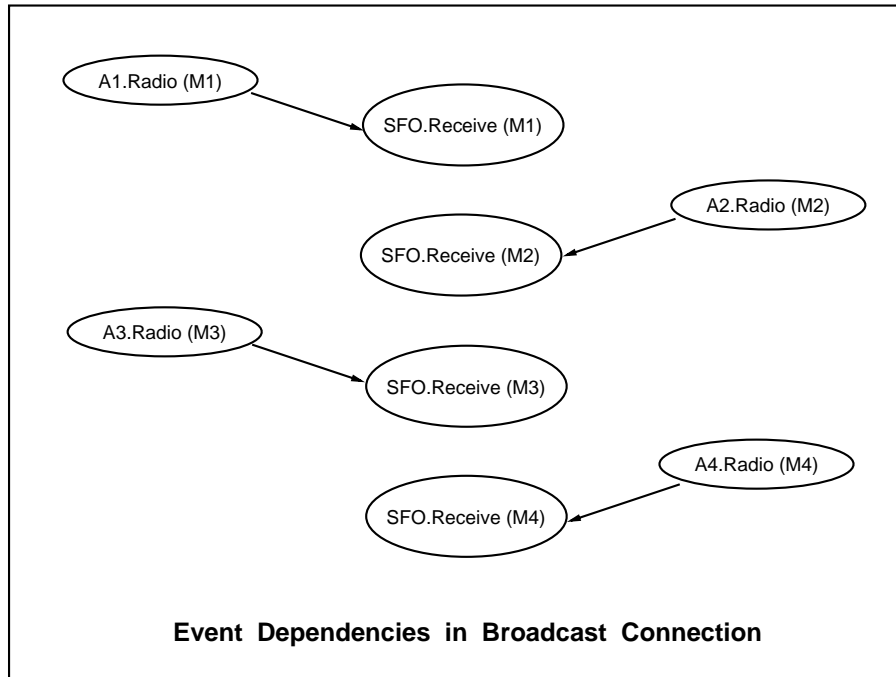 A1.Radio (M1)
SFO.Receive (M1)
A2.Radio (M2)
SFO.Receive (M2)
A3.Radio (M3)
SFO.Receive (M3)
A4.Radio (M4)
SFO.Receive (M4)
Event Dependencies in Broadcast Connection